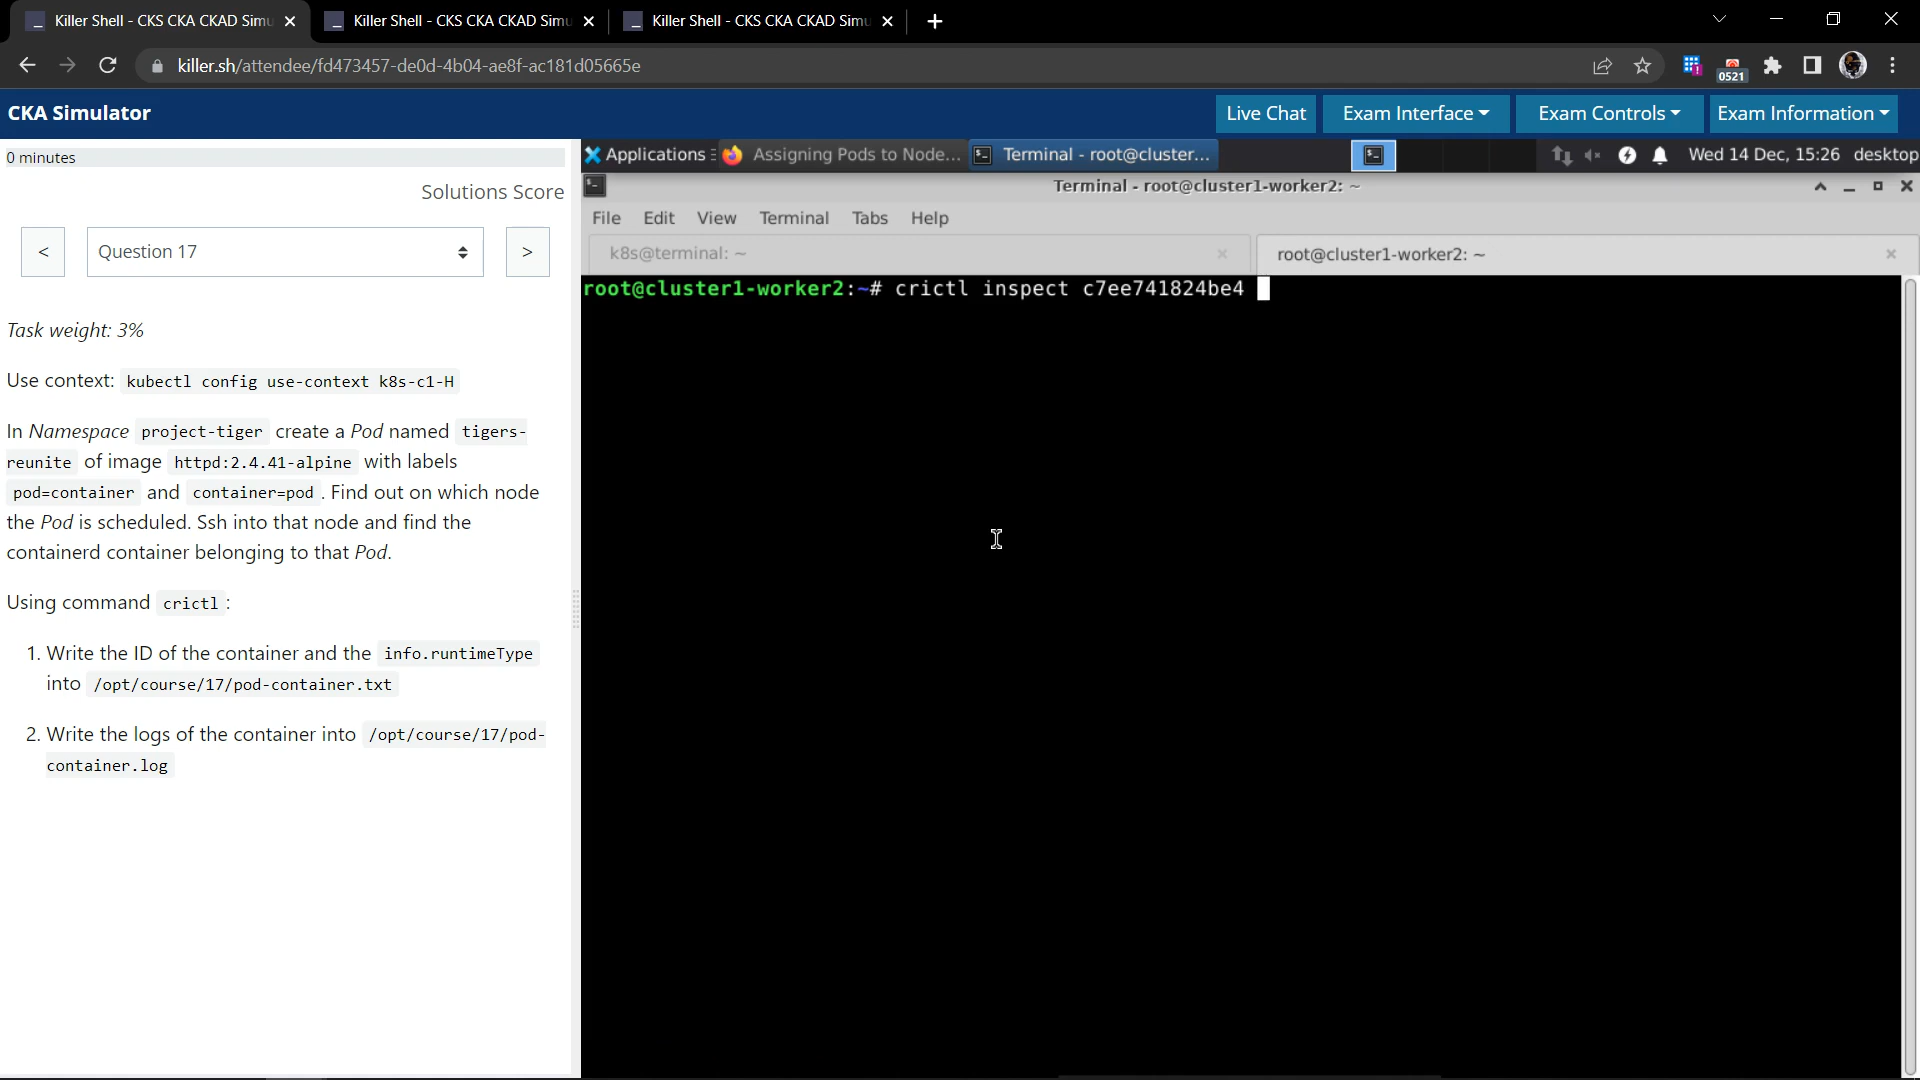 Killer Shell - CKS CKA CKAD Simu
Killer Shell - CKS CKA CKAD Simu
Killer Shell - CKS CKA CKAD Simu
killer.sh/attendee/fd473457-de0d-4b04-ae8f-ac181d05665e
0521
CKA Simulator
Live Chat
Exam Interface
Exam Controls
Exam Information
0 minutes
Applications
Assigning Pods to Node...
Terminal - root@cluster...
Wed 14 Dec, 15:26
desktop
Solutions Score
Terminal - root@cluster1-worker2: ~
File Edit View Terminal Tabs Help
< Question 17 >
k8s@terminal: ~
root@cluster1-worker2: ~
root@cluster1-worker2:~# crictl inspect c7ee741824be4
Task weight: 3%
Use context: kubectl config use-context k8s-c1-H
In Namespace project-tiger create a Pod named tigers-
reunite of image httpd:2.4.41-alpine with labels
pod=container and container=pod . Find out on which node
the Pod is scheduled. Ssh into that node and find the
containerd container belonging to that Pod.
Using command crictl :
1. Write the ID of the container and the info.runtimeType
into /opt/course/17/pod-container.txt
2. Write the logs of the container into /opt/course/17/pod-
container.log